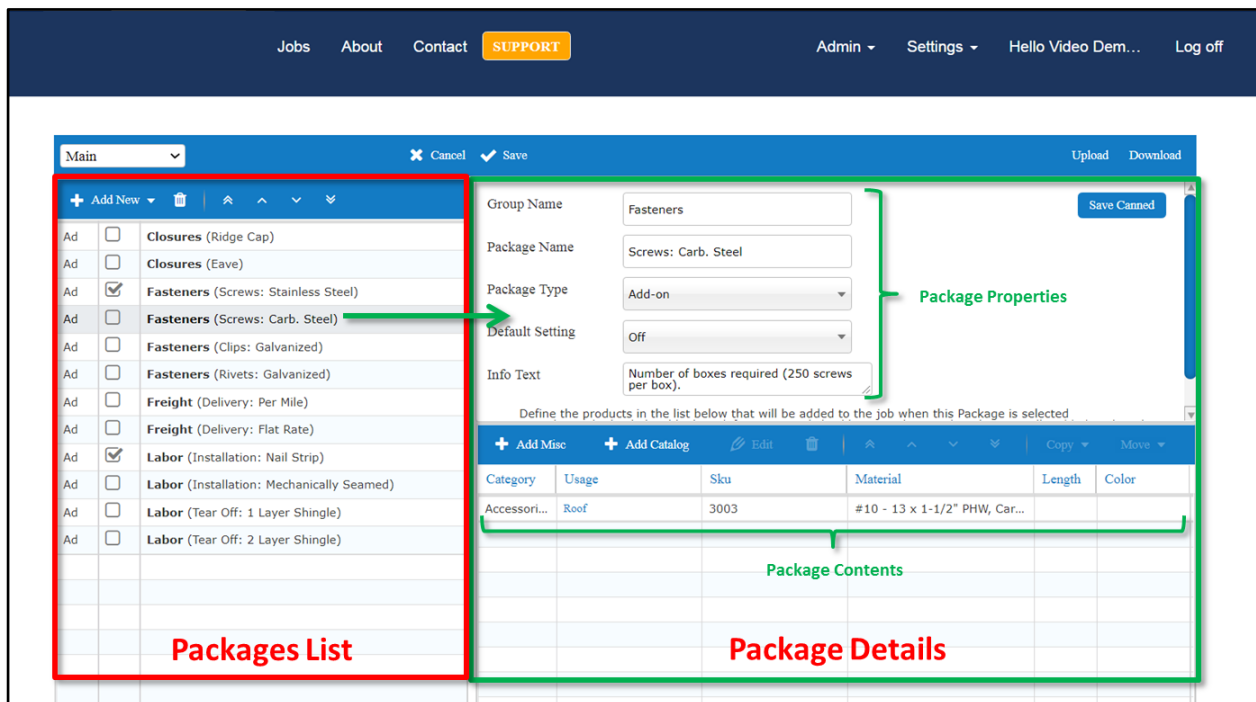 Jobs About Contact SUPPORT Admin Settings Hello Video Dem... Log off
Main Cancel Save Upload Download
Add New
Ad Closures (Ridge Cap)
Ad Closures (Eave)
Ad Fasteners (Screws: Stainless Steel)
Ad Fasteners (Screws: Carb. Steel)
Ad Fasteners (Clips: Galvanized)
Ad Fasteners (Rivets: Galvanized)
Ad Freight (Delivery: Per Mile)
Ad Freight (Delivery: Flat Rate)
Ad Labor (Installation: Nail Strip)
Ad Labor (Installation: Mechanically Seamed)
Ad Labor (Tear Off: 1 Layer Shingle)
Ad Labor (Tear Off: 2 Layer Shingle)
Packages List
Group Name Fasteners Save Canned
Package Name Screws: Carb. Steel
Package Type Add-on Package Properties
Default Setting Off
Info Text Number of boxes required (250 screws
per box).
Define the products in the list below that will be added to the job when this Package is selected
Add Misc Add Catalog Edit Copy Move
Category Usage Sku Material Length Color
Accessori... Roof 3003 #10 - 13 x 1-1/2" PHW, Car...
Package Contents
Package Details